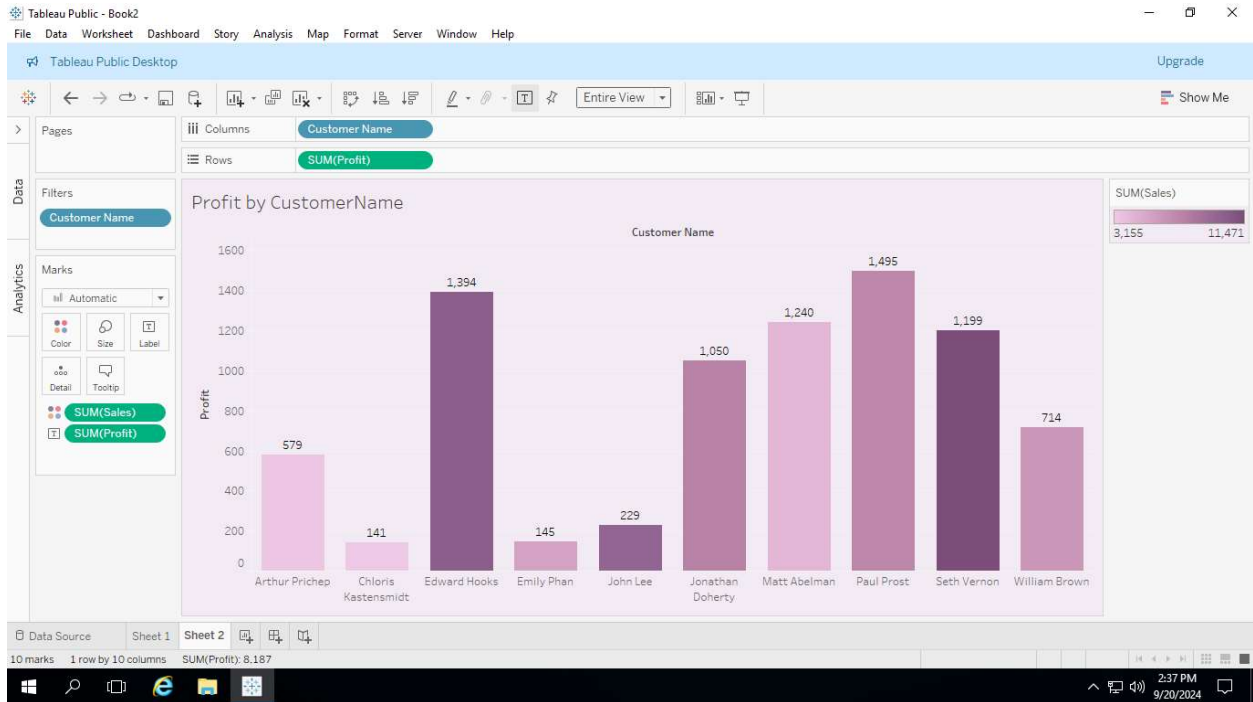 Tableau Public - Book2
File Data Worksheet Dashboard Story Analysis Map Format Server Window Help
Tableau Public Desktop Upgrade
Entire View Show Me
Pages
iii Columns Customer Name
Rows SUM(Profit)
Data
Analytics
Filters
Customer Name
Marks
Automatic
Color Size Label
Detail Tooltip
SUM(Sales)
SUM(Profit)
Profit by CustomerName
Customer Name
Profit
1600
1400
1200
1000
800
600
400
200
0
579
141
1,394
145
229
1,050
1,240
1,495
1,199
714
Arthur Prichep
Chloris
Kastensmidt
Edward Hooks
Emily Phan
John Lee
Jonathan
Doherty
Matt Abelman
Paul Prost
Seth Vernon
William Brown
SUM(Sales)
3,155 11,471
Data Source Sheet 1 Sheet 2
10 marks 1 row by 10 columns SUM(Profit): 8,187
2:37 PM
9/20/2024